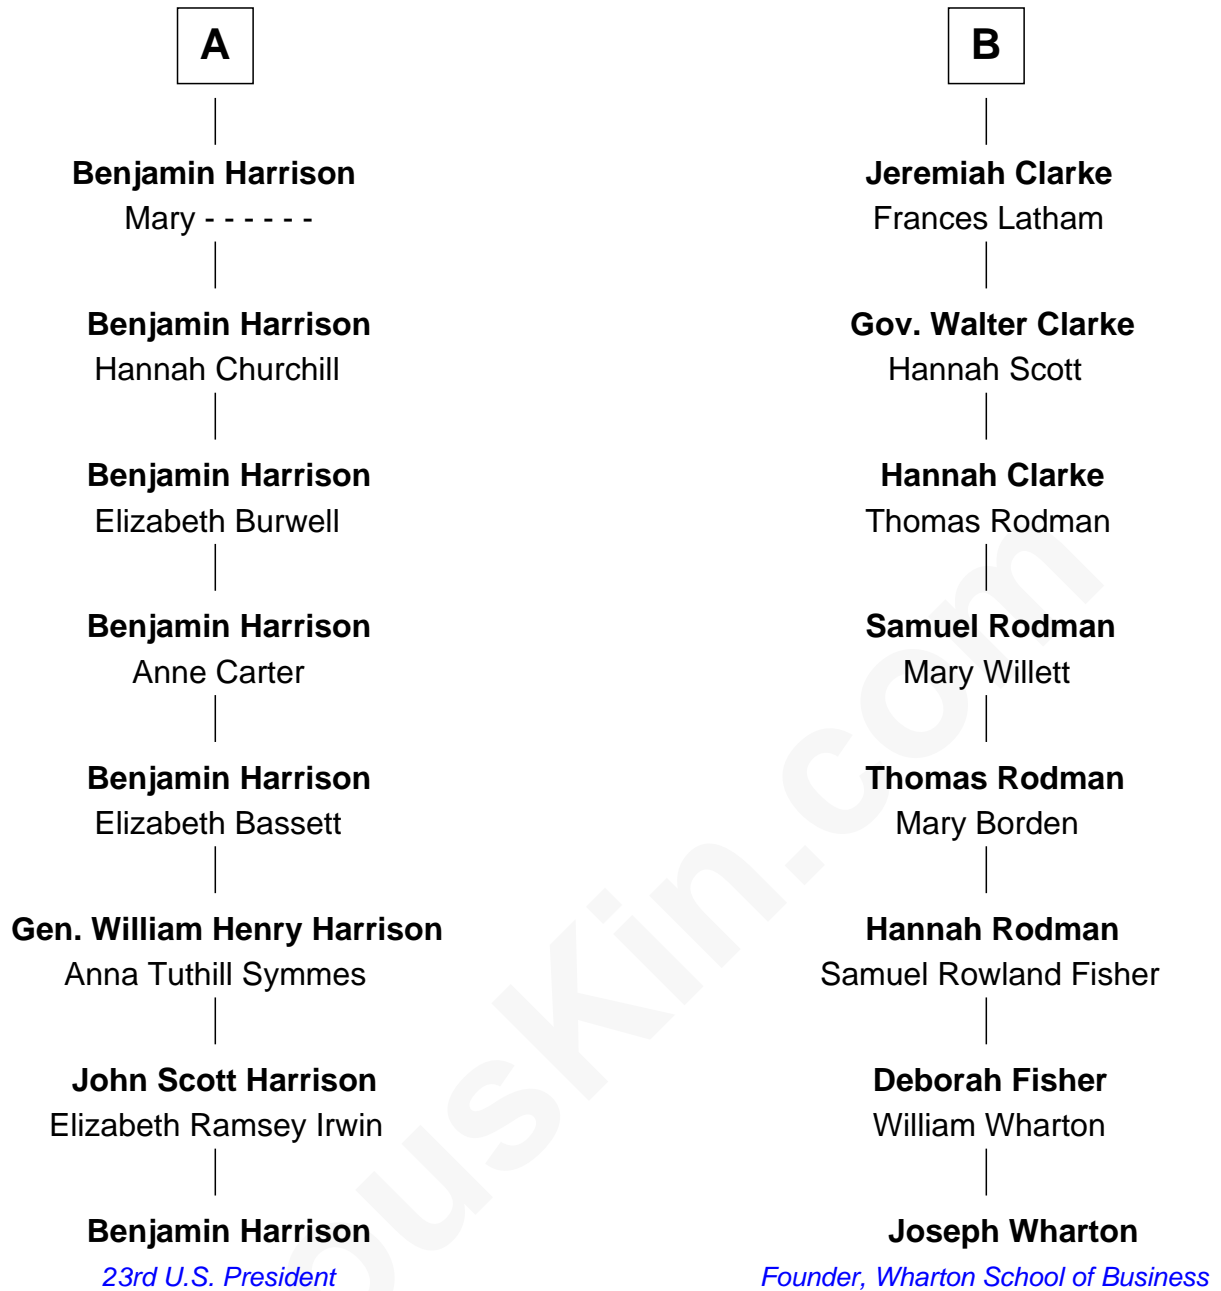 A
Benjamin Harrison
Mary - - - - - -
Benjamin Harrison
Hannah Churchill
Benjamin Harrison
Elizabeth Burwell
Benjamin Harrison
Anne Carter
Benjamin Harrison
Elizabeth Bassett
Gen. William Henry Harrison
Anna Tuthill Symmes
John Scott Harrison
Elizabeth Ramsey Irwin
Benjamin Harrison
23rd U.S. President
B
Jeremiah Clarke
Frances Latham
Gov. Walter Clarke
Hannah Scott
Hannah Clarke
Thomas Rodman
Samuel Rodman
Mary Willett
Thomas Rodman
Mary Borden
Hannah Rodman
Samuel Rowland Fisher
Deborah Fisher
William Wharton
Joseph Wharton
Founder, Wharton School of Business
ousKin.com